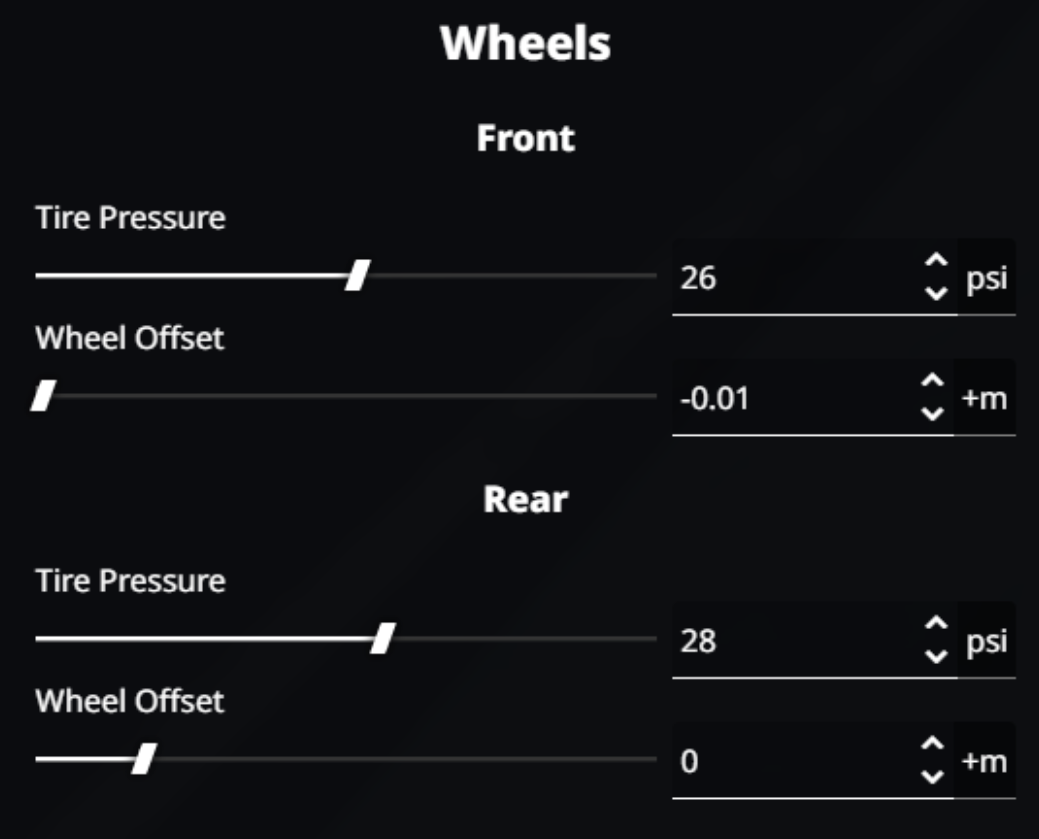 Wheels
Front
Tire Pressure
26 psi
Wheel Offset
-0.01 +m
Rear
Tire Pressure
28 psi
Wheel Offset
0 +m